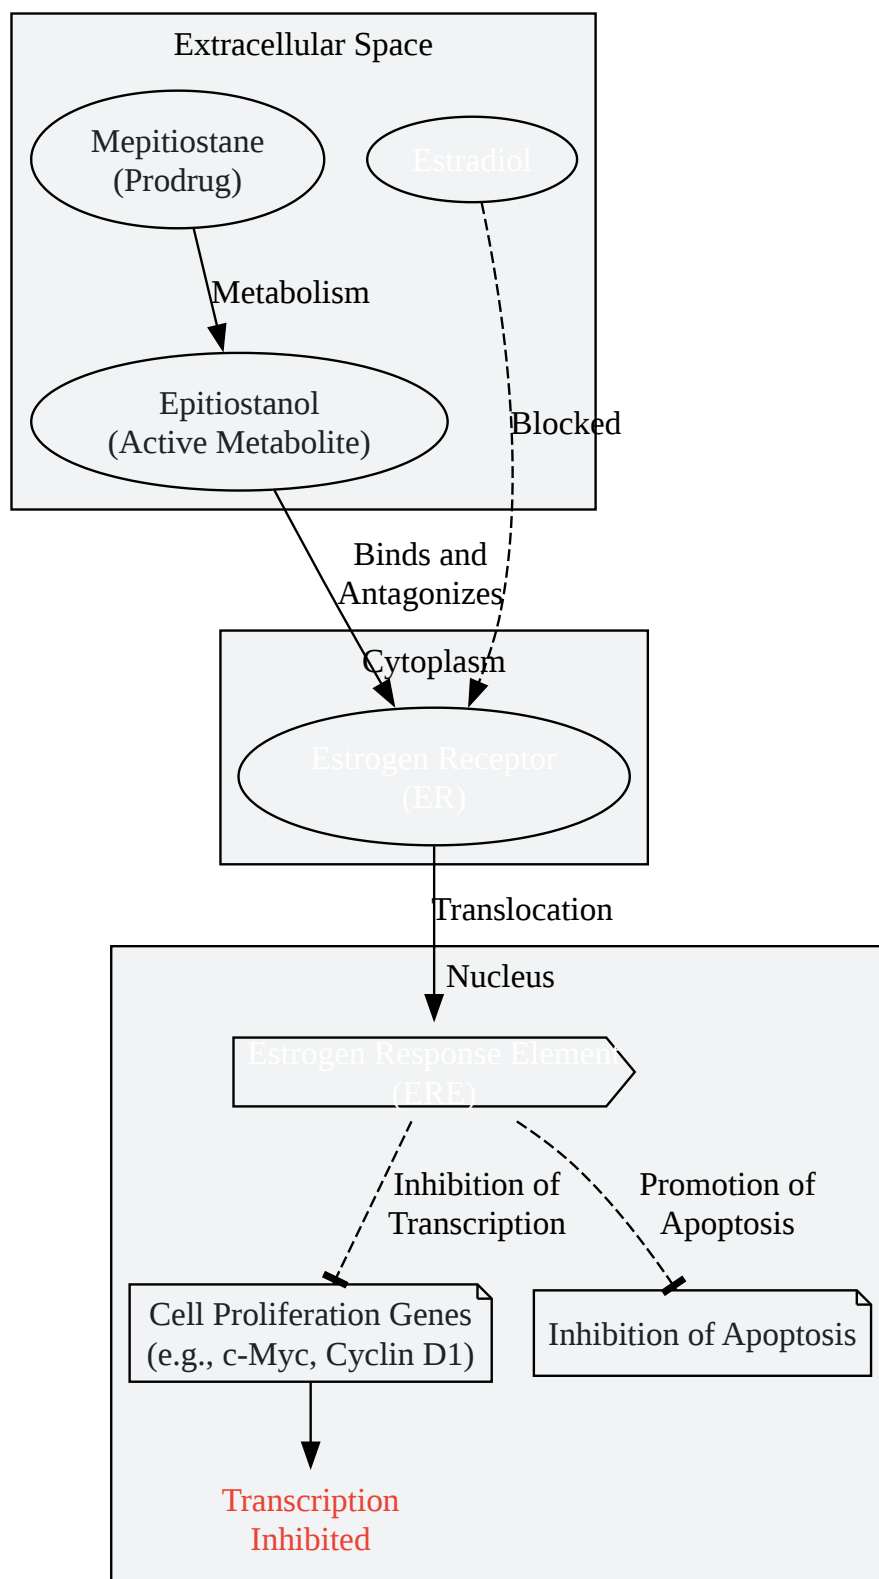 Extracellular Space
Mepitiostane
(Prodrug)
Estradiol
Metabolism
Epitiostanol
(Active Metabolite)
Blocked
Binds and
Antagonizes
Cytoplasm
Estrogen Receptor
(ER)
Translocation
Nucleus
Estrogen Response Element
(ERE)
Inhibition of
Transcription
Promotion of
Apoptosis
Cell Proliferation Genes
(e.g., c-Myc, Cyclin D1)
Inhibition of Apoptosis
Transcription
Inhibited